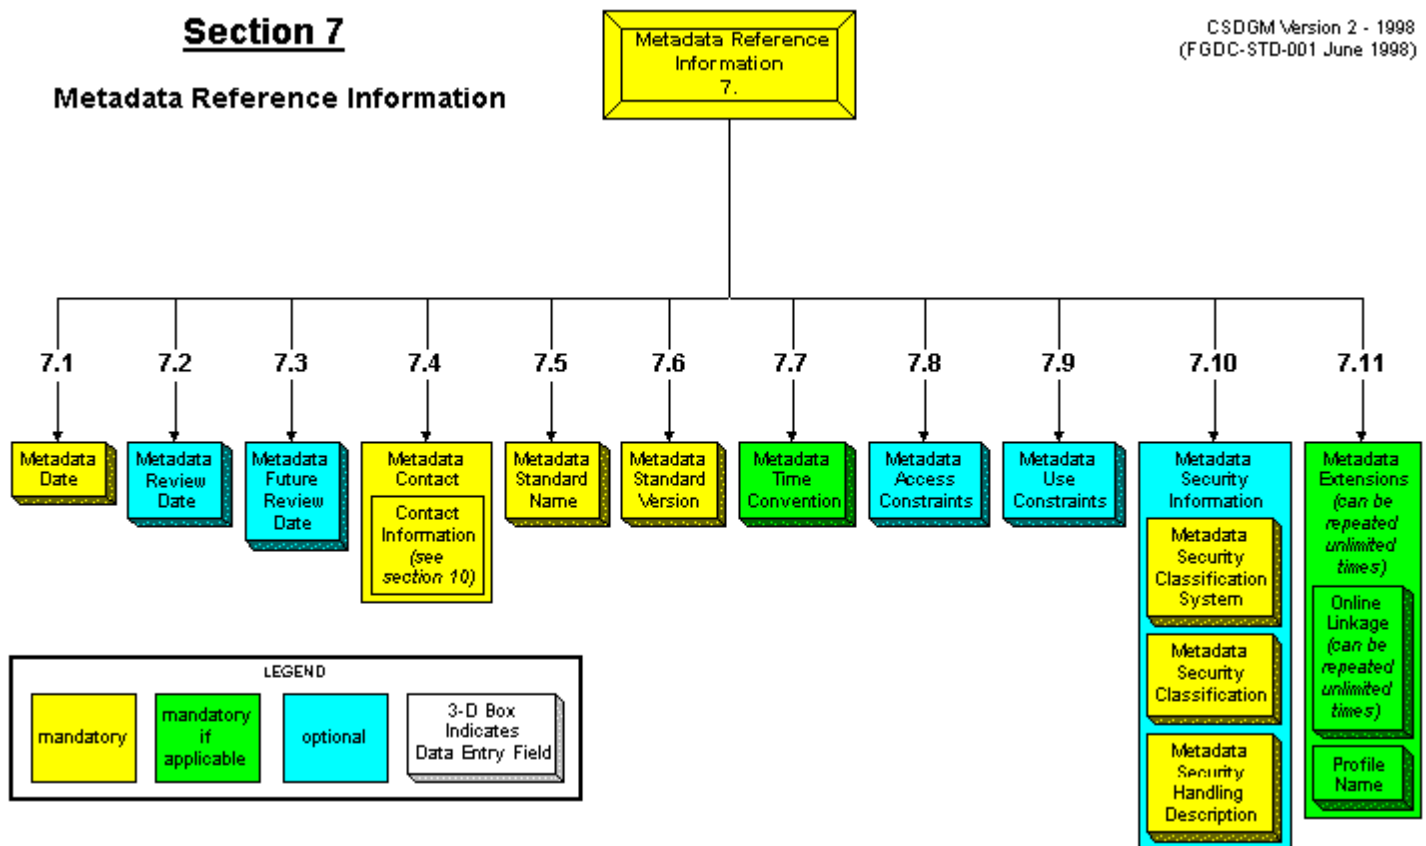 Section 7
Metadata Reference Information
Metadata Reference
Information
7.
CSDGM Version 2 - 1998
(FGDC-STD-001 June 1998)
7.1
7.2
7.3
7.4
7.5
7.6
7.7
7.8
7.9
7.10
7.11
Metadata
Date
Metadata
Review
Date
Metadata
Future
Review
Date
Metadata
Contact
Contact
Information
(see
section 10)
Metadata
Standard
Name
Metadata
Standard
Version
Metadata
Time
Convention
Metadata
Access
Constraints
Metadata
Use
Constraints
Metadata
Security
Information
Metadata
Security
Classification
System
Metadata
Security
Classification
Metadata
Security
Handling
Description
Metadata
Extensions
(can be
repeated
unlimited
times)
Online
Linkage
(can be
repeated
unlimited
times)
Profile
Name
LEGEND
mandatory
mandatory
if
applicable
optional
3-D Box
Indicates
Data Entry Field